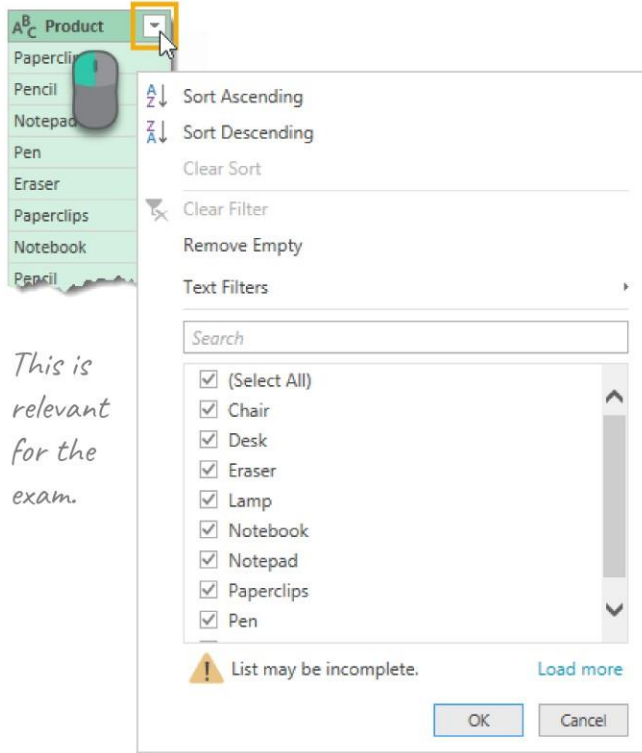 ABC Product
Paperclip
Pencil
Notepad
Pen
Eraser
Paperclips
Notebook
Pencil
Sort Ascending
Sort Descending
Clear Sort
Clear Filter
Remove Empty
Text Filters
Search
(Select All)
Chair
Desk
Eraser
Lamp
Notebook
Notepad
Paperclips
Pen
List may be incomplete.
Load more
OK
Cancel
This is
relevant
for the
exam.